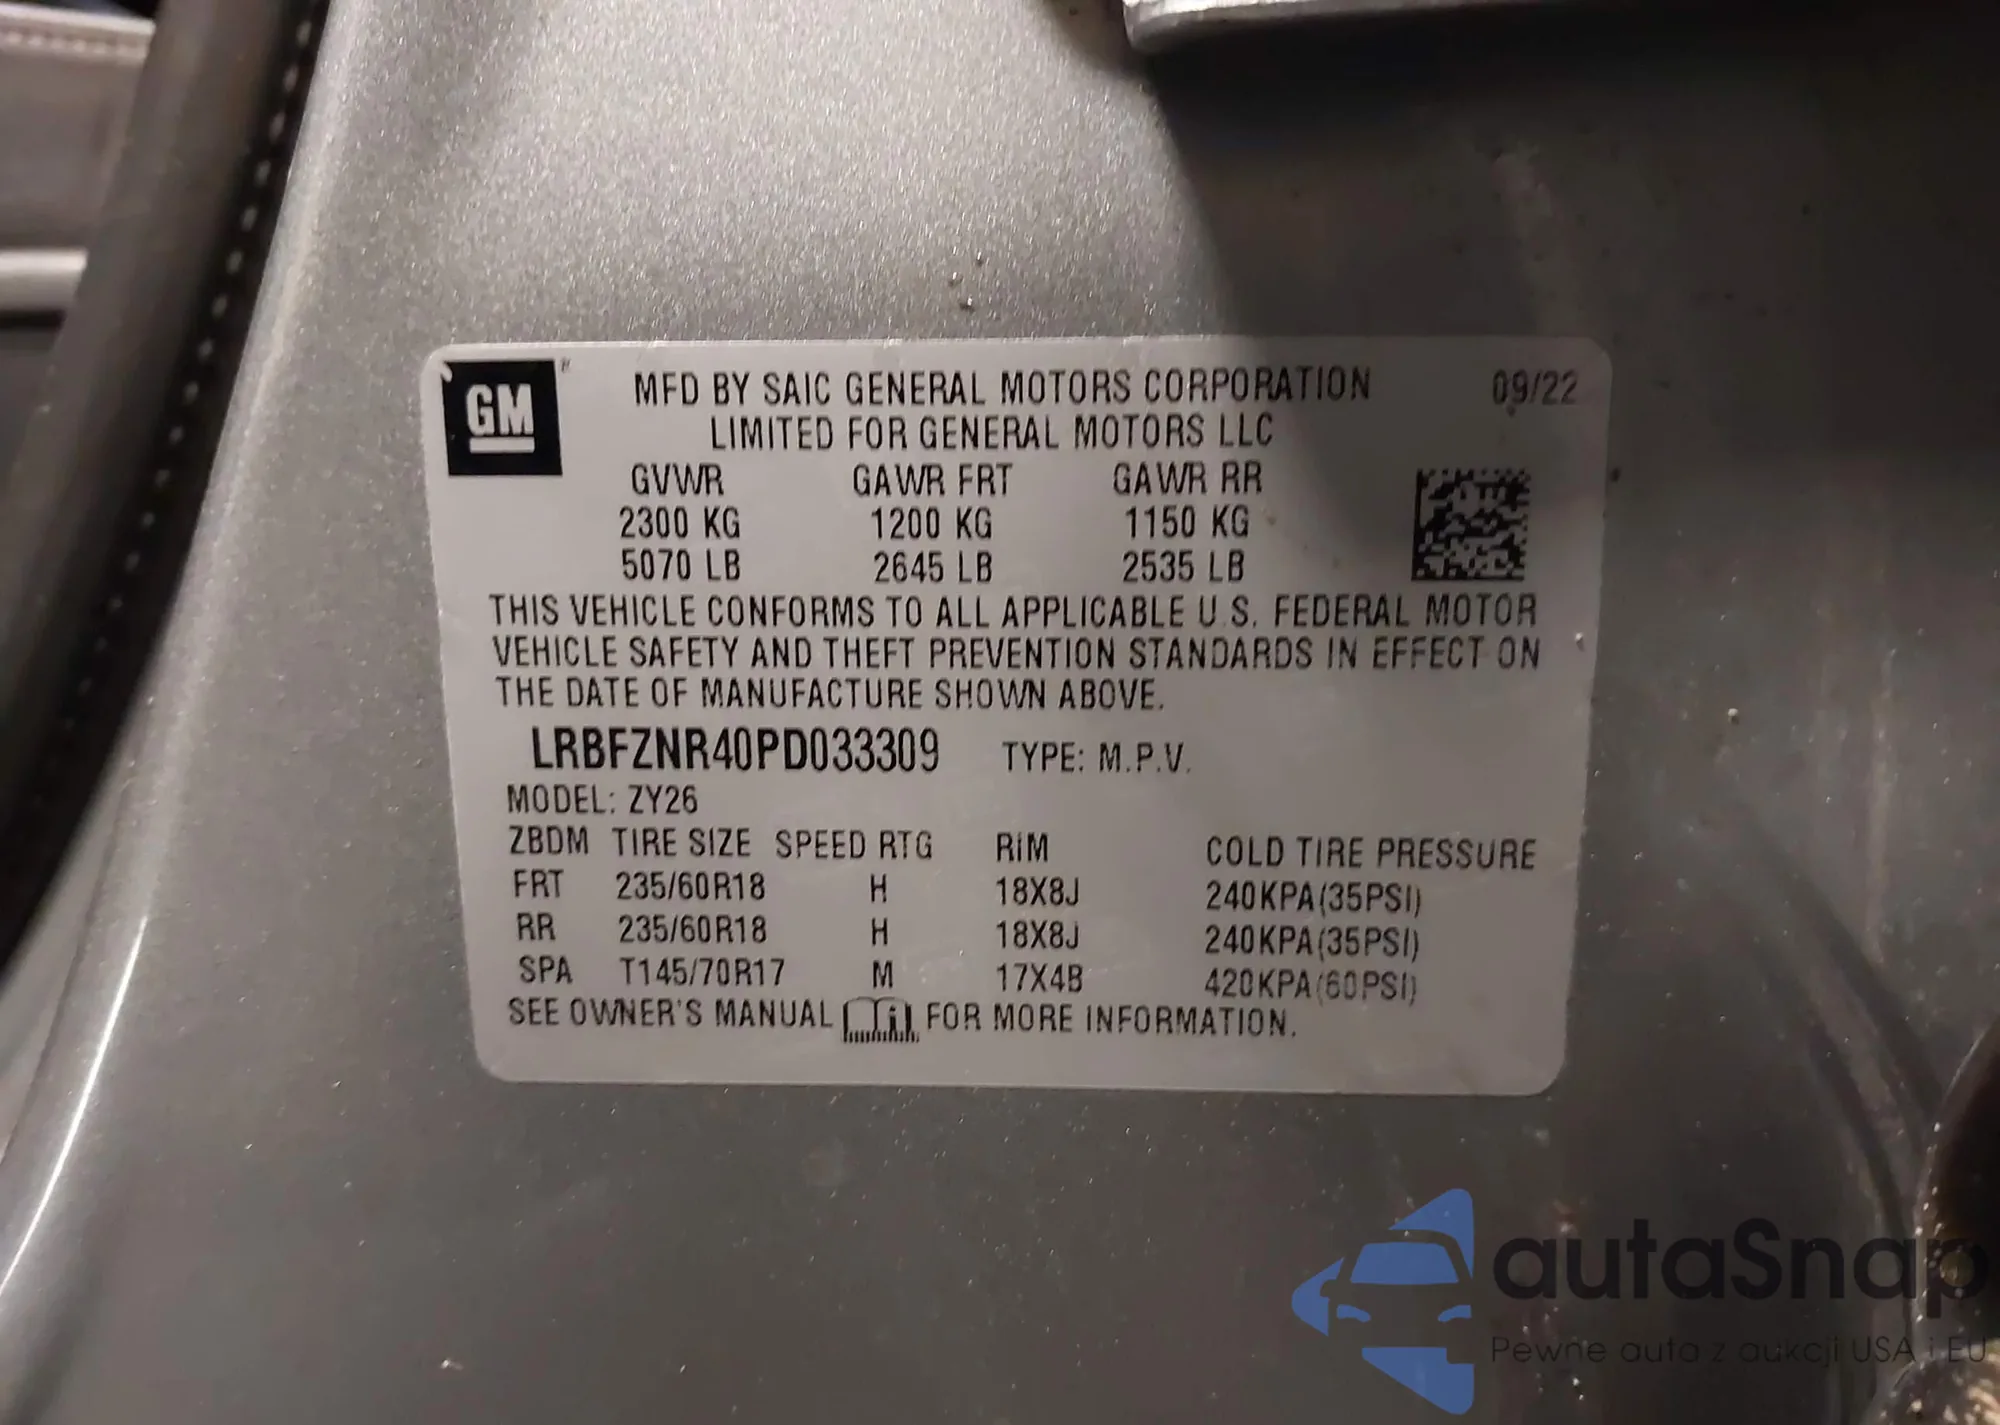 GM
MFD BY SAIC GENERAL MOTORS CORPORATION 09/22
LIMITED FOR GENERAL MOTORS LLC
GVWR GAWR FRT GAWR RR
2300 KG 1200 KG 1150 KG
5070 LB 2645 LB 2535 LB
THIS VEHICLE CONFORMS TO ALL APPLICABLE U.S. FEDERAL MOTOR
VEHICLE SAFETY AND THEFT PREVENTION STANDARDS IN EFFECT ON
THE DATE OF MANUFACTURE SHOWN ABOVE.
LRBFZNR40PD033309 TYPE: M.P.V.
MODEL: ZY26
ZBDM TIRE SIZE SPEED RTG RiM COLD TIRE PRESSURE
FRT 235/60R18 H 18X8J 240KPA(35PSI)
RR 235/60R18 H 18X8J 240KPA(35PSI)
SPA T145/70R17 M 17X4B 420KPA(60PSI)
SEE OWNER'S MANUAL i FOR MORE INFORMATION.
autaSnap
Pewne auta z aukcji USA i EU